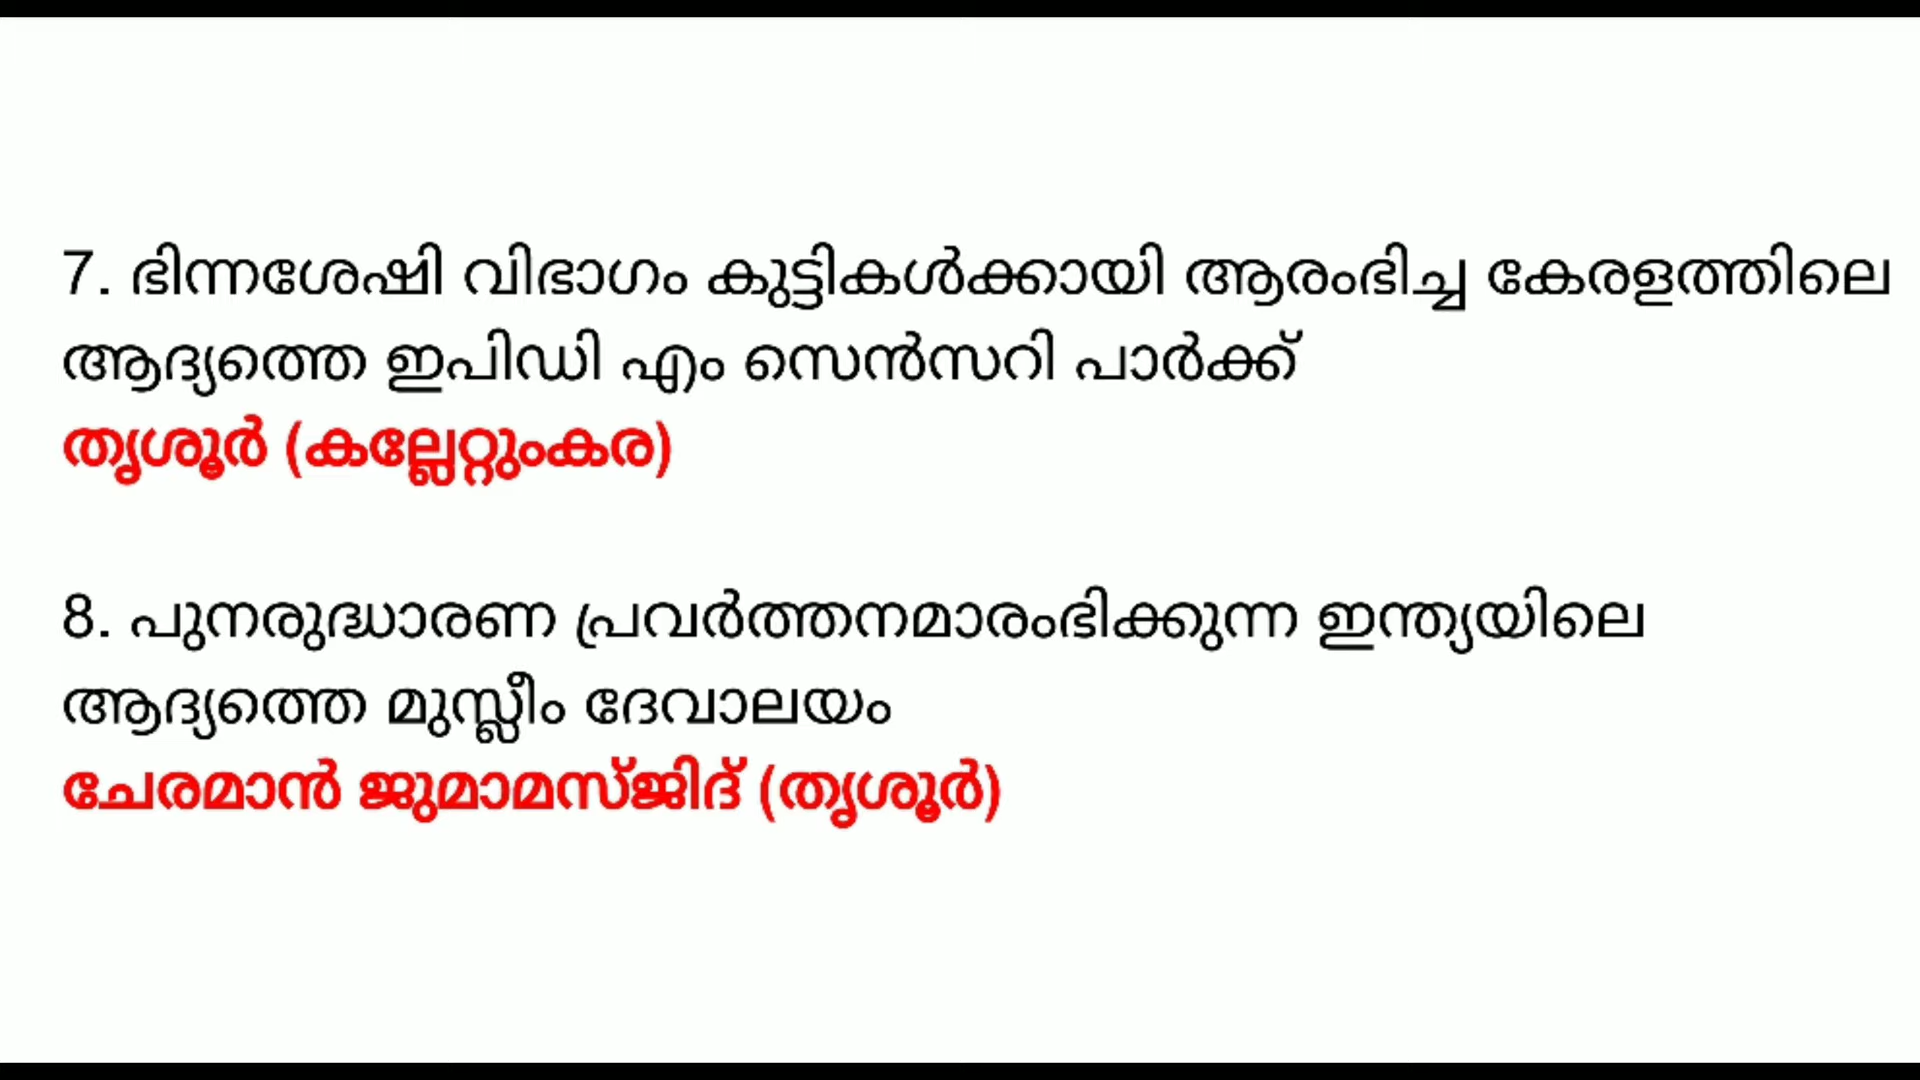 7. ഭിന്നശേഷി വിഭാഗം കുട്ടികൾക്കായി ആരംഭിച്ച കേരളത്തിലെ
ആദ്യത്തെ ഇപിഡി എം സെൻസറി പാർക്ക്
തൃശൂർ (കല്ലേറ്റുംകര)
8. പുനരുദ്ധാരണ പ്രവർത്തനമാരംഭിക്കുന്ന ഇന്ത്യയിലെ
ആദ്യത്തെ മുസ്ലീം ദേവാലയം
ചേരമാൻ ജുമാമസ്ജിദ് (തൃശൂർ)